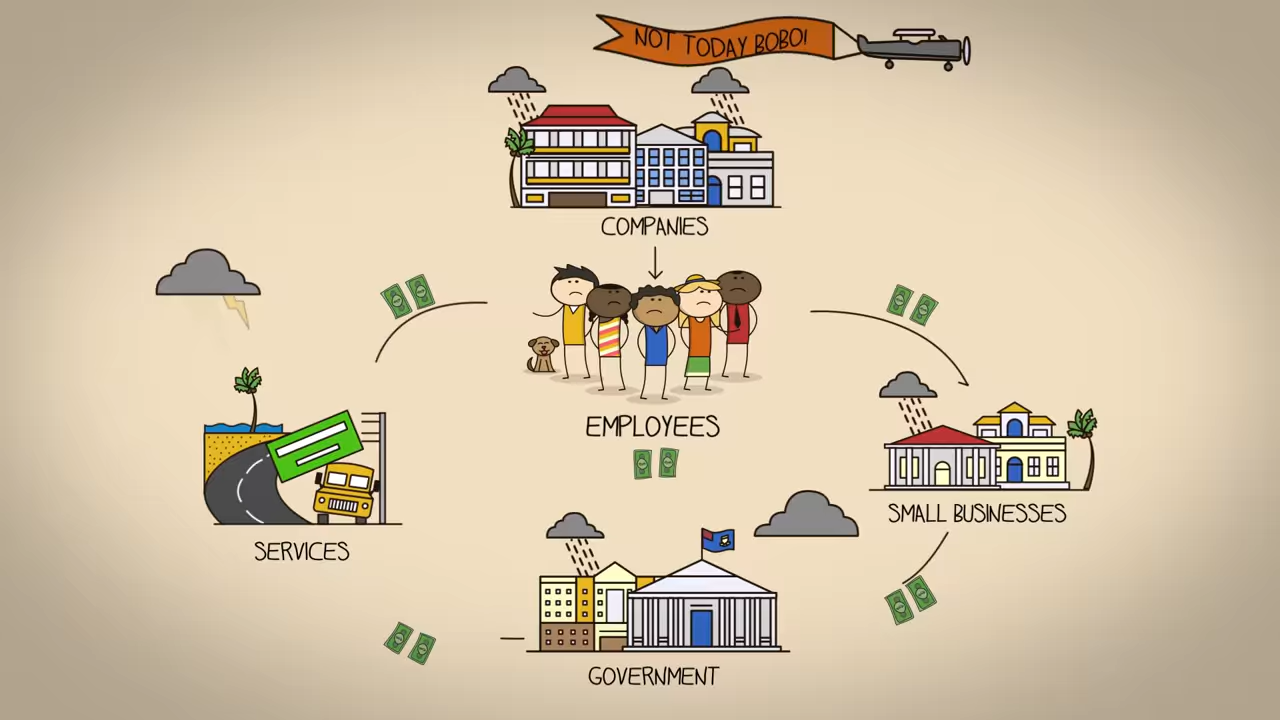 NOT TODAY BOBO!
COMPANIES
EMPLOYEES
SMALL BUSINESSES
SERVICES
GOVERNMENT